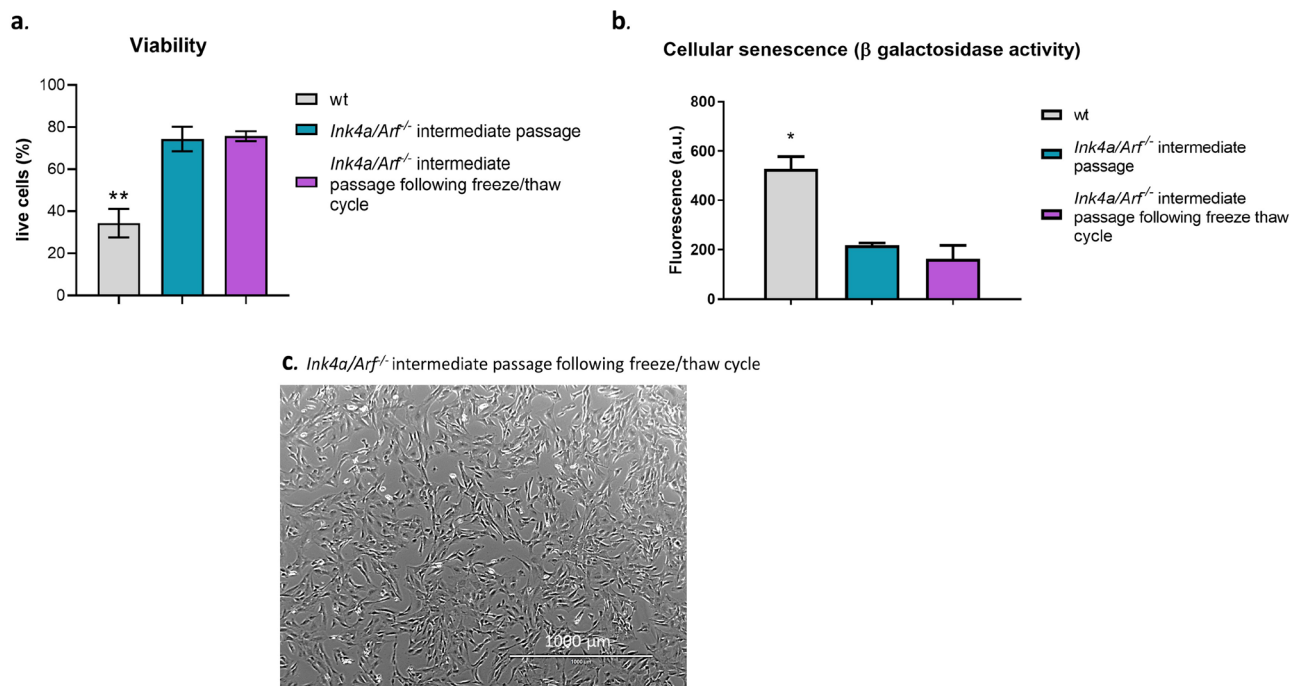 a.
Viability
100
80
60
40
20
0
live cells (%)
**
wt
Ink4a/Arf-/- intermediate passage
Ink4a/Arf-/- intermediate
passage following freeze/thaw
cycle
b.
Cellular senescence (β galactosidase activity)
800
600
400
200
0
Fluorescence (a.u.)
*
wt
Ink4a/Arf-/- intermediate
passage
Ink4a/Arf-/- intermediate
passage following freeze thaw
cycle
c. Ink4a/Arf-/- intermediate passage following freeze/thaw cycle
1000 µm
1000 µm